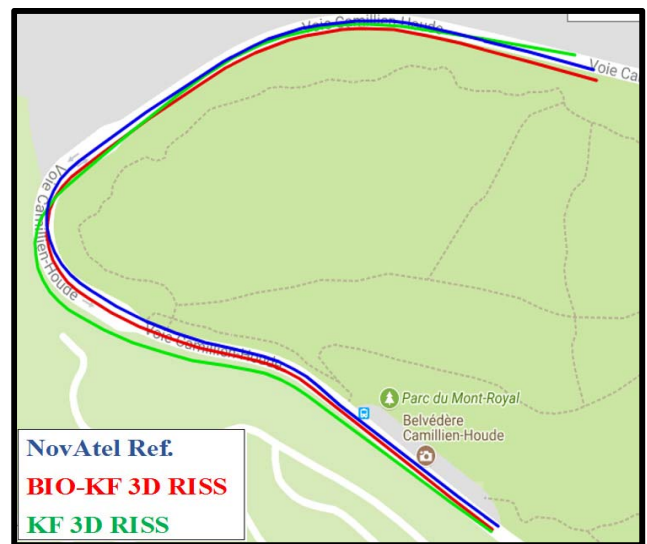 Voie Camillien Houde
Voie Ca
Voie Camillien-Houde
Voie Camillien-Houde
Parc du Mont-Royal
Belvédère
Camillien-Houde
NovAtel Ref.
BIO-KF 3D RISS
KF 3D RISS